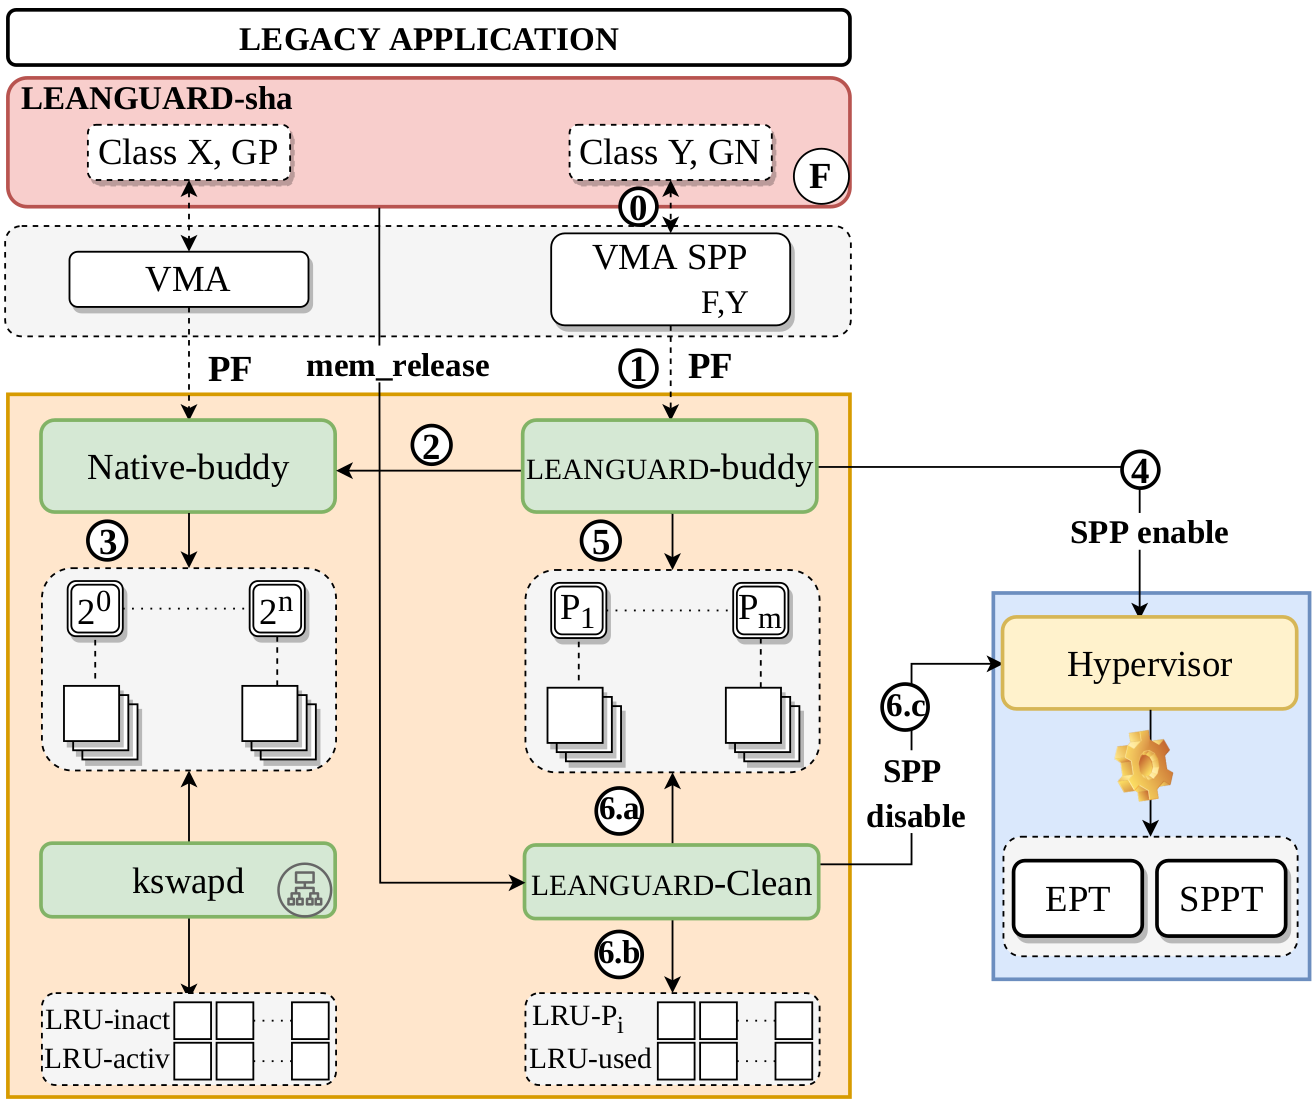 LEGACY APPLICATION
LEANGUARD-sha
Class X, GP
Class Y, GN
F
0
VMA
VMA SPP
F,Y
PF
mem_release
1
PF
Native-buddy
2
LEANGUARD-buddy
4
SPP enable
3
5
2^0
2^n
P_1
P_m
Hypervisor
6.c
SPP
disable
6.a
kswapd
LEANGUARD-Clean
EPT
SPPT
6.b
LRU-inact
LRU-activ
LRU-P_i
LRU-used